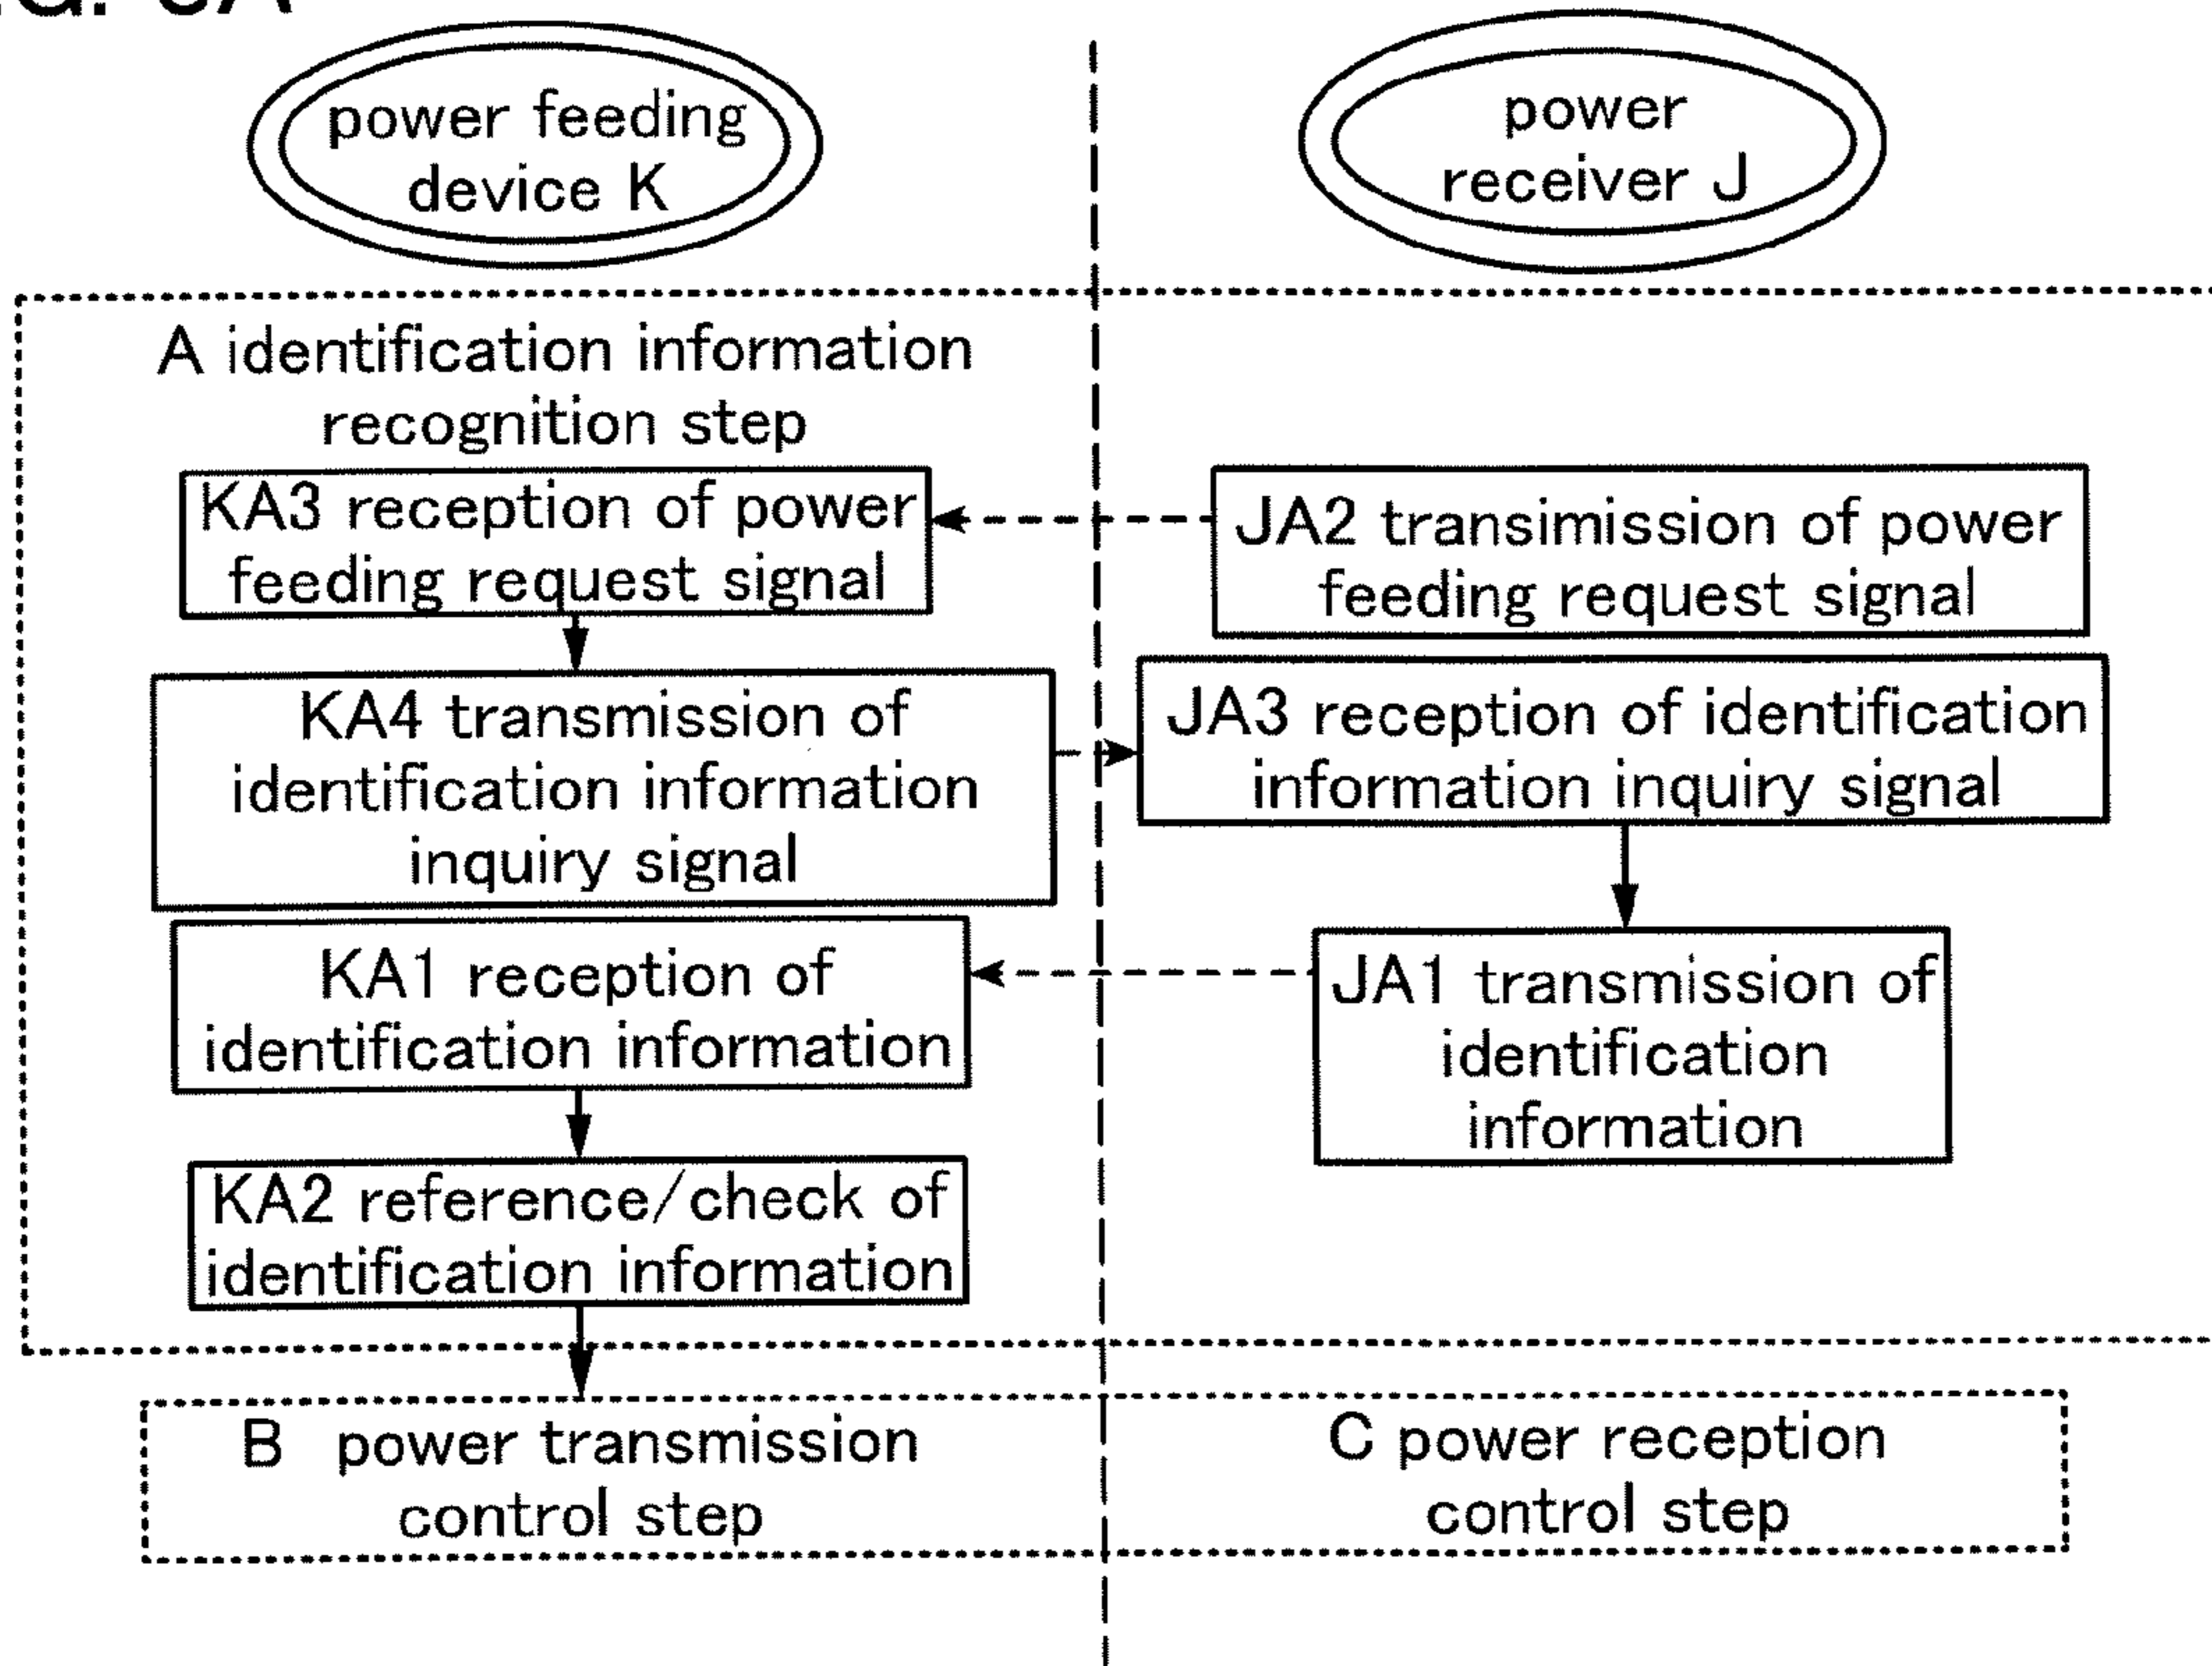 power feeding
device K
power
receiver J
A identification information
recognition step
KA3 reception of power
feeding request signal
JA2 transimission of power
feeding request signal
KA4 transmission of
identification information
inquiry signal
JA3 reception of identification
information inquiry signal
KA1 reception of
identification information
JA1 transmission of
identification
information
KA2 reference/check of
identification information
B power transmission
control step
C power reception
control step